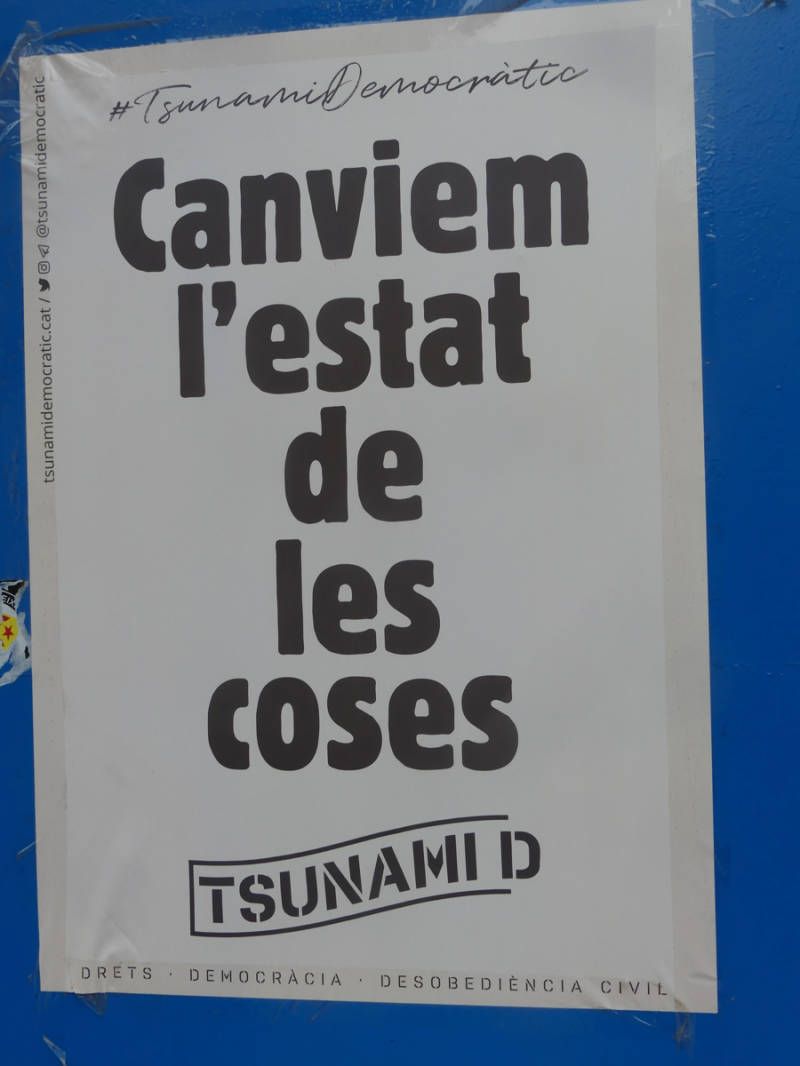 #TsunamiDemocràtic
Canviem
l'estat
de
les
coses
TSUNAMI D
DRETS · DEMOCRÀCIA · DESOBEDIÈNCIA CIVIL
tsunamidemocratic.cat / @tsunamidemocratic